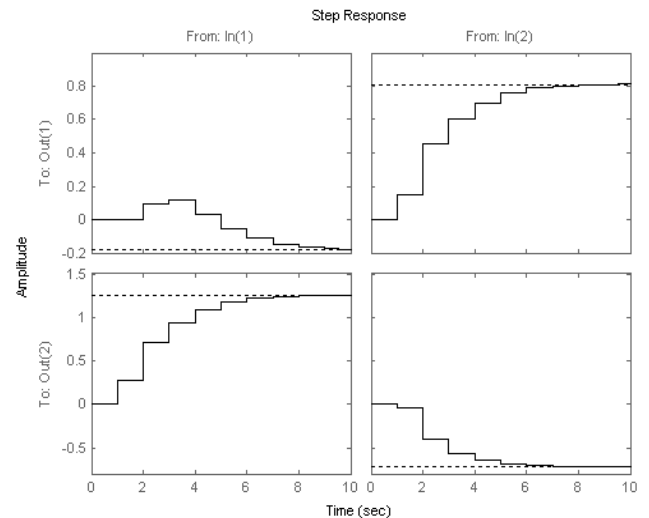 Step Response
From: In(1)
From: In(2)
To: Out(1)
0.8
0.6
0.4
0.2
0
-0.2
Amplitude
To: Out(2)
1.5
1
0.5
0
-0.5
0 2 4 6 8 10
0 2 4 6 8 10
Time (sec)